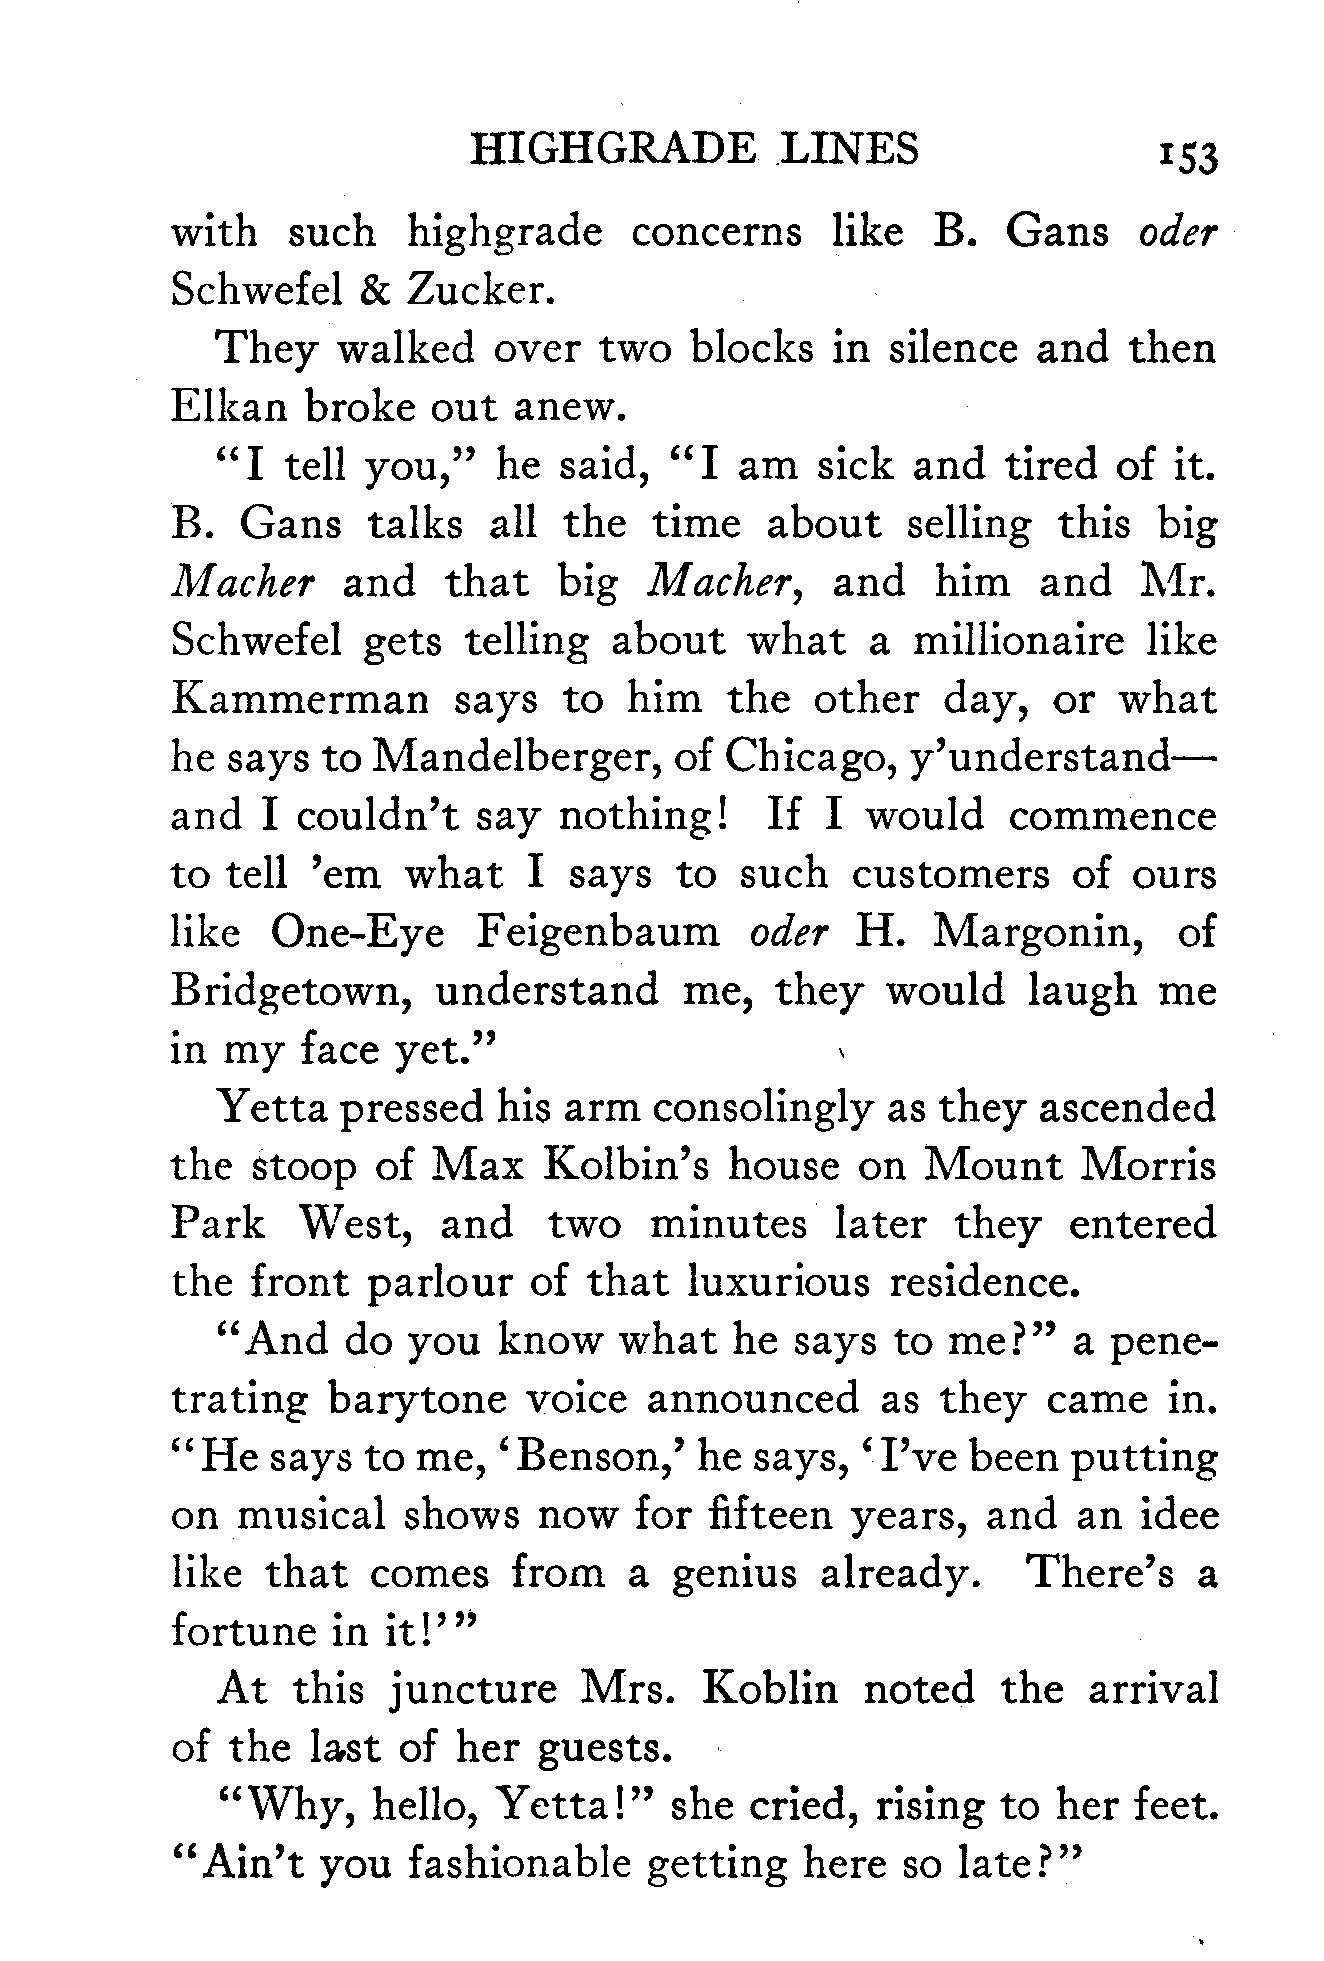 HIGHGRADE LINES 153
with such highgrade concerns like B. Gans oder
Schwefel & Zucker.
They walked over two blocks in silence and then
Elkan broke out anew.
"I tell you," he said, "I am sick and tired of it.
B. Gans talks all the time about selling this big
Macher and that big Macher, and him and Mr.
Schwefel gets telling about what a millionaire like
Kammerman says to him the other day, or what
he says to Mandelberger, of Chicago, y'understand—
and I couldn't say nothing! If I would commence
to tell 'em what I says to such customers of ours
like One-Eye Feigenbaum oder H. Margonin, of
Bridgetown, understand me, they would laugh me
in my face yet."
Yetta pressed his arm consolingly as they ascended
the stoop of Max Kolbin's house on Mount Morris
Park West, and two minutes later they entered
the front parlour of that luxurious residence.
"And do you know what he says to me?" a pene-
trating barytone voice announced as they came in.
"He says to me, 'Benson,' he says, 'I've been putting
on musical shows now for fifteen years, and an idee
like that comes from a genius already. There's a
fortune in it!'"
At this juncture Mrs. Koblin noted the arrival
of the last of her guests.
"Why, hello, Yetta!" she cried, rising to her feet.
"Ain't you fashionable getting here so late?"